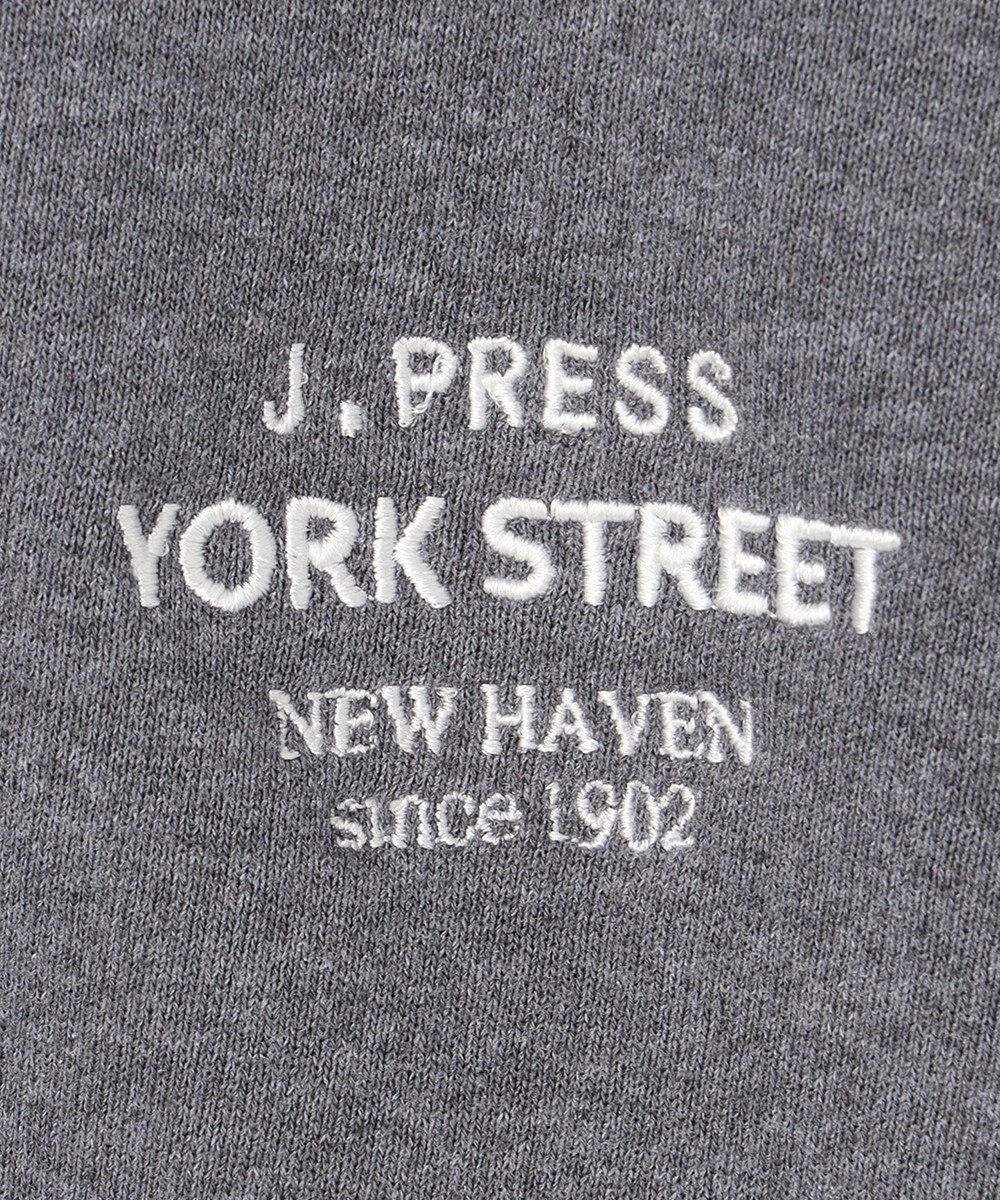 J. PRESS
YORK STREET
NEW HAVEN
since 1902